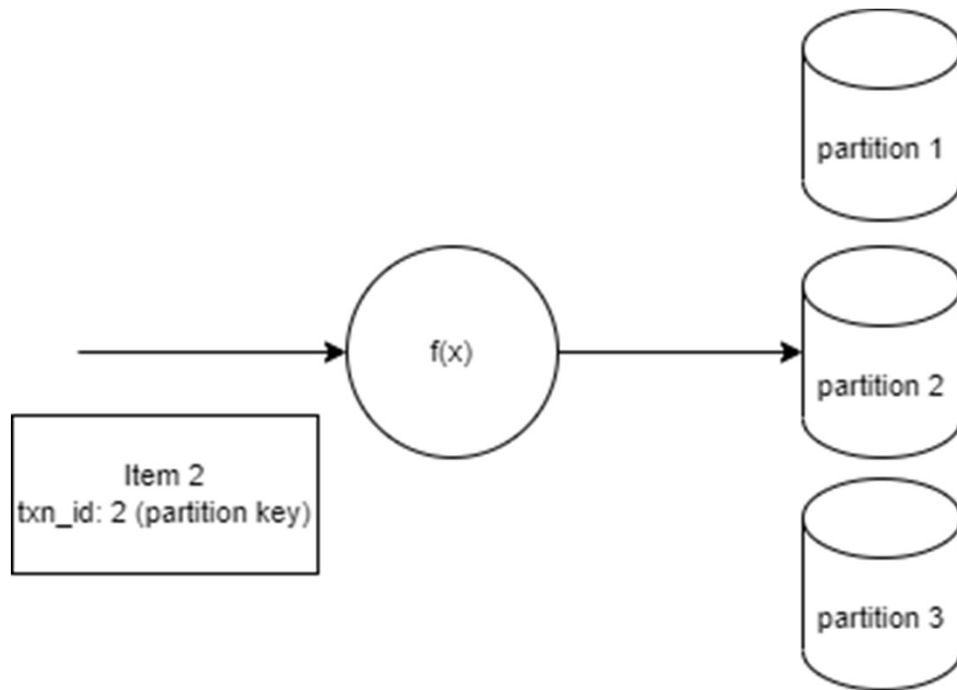 partition 1
f(x)
partition 2
Item 2
txn_id: 2 (partition key)
partition 3